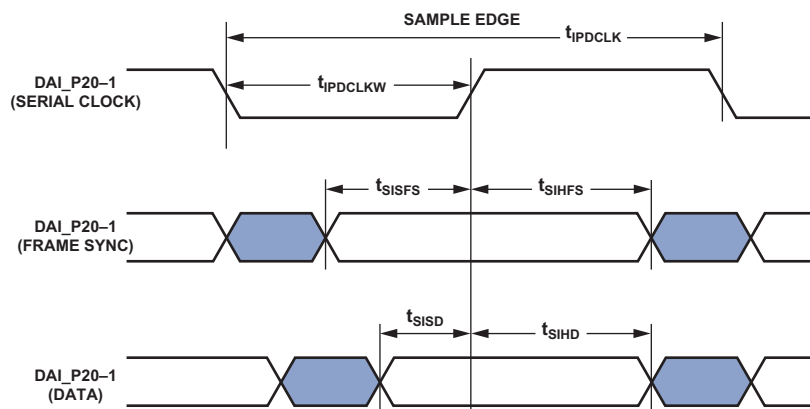 SAMPLE EDGE
tIPDCLK
DAI_P20–1
(SERIAL CLOCK)
tIPDCLKW
tSISFS
tSIHFS
DAI_P20–1
(FRAME SYNC)
tSISD
tSIHD
DAI_P20–1
(DATA)